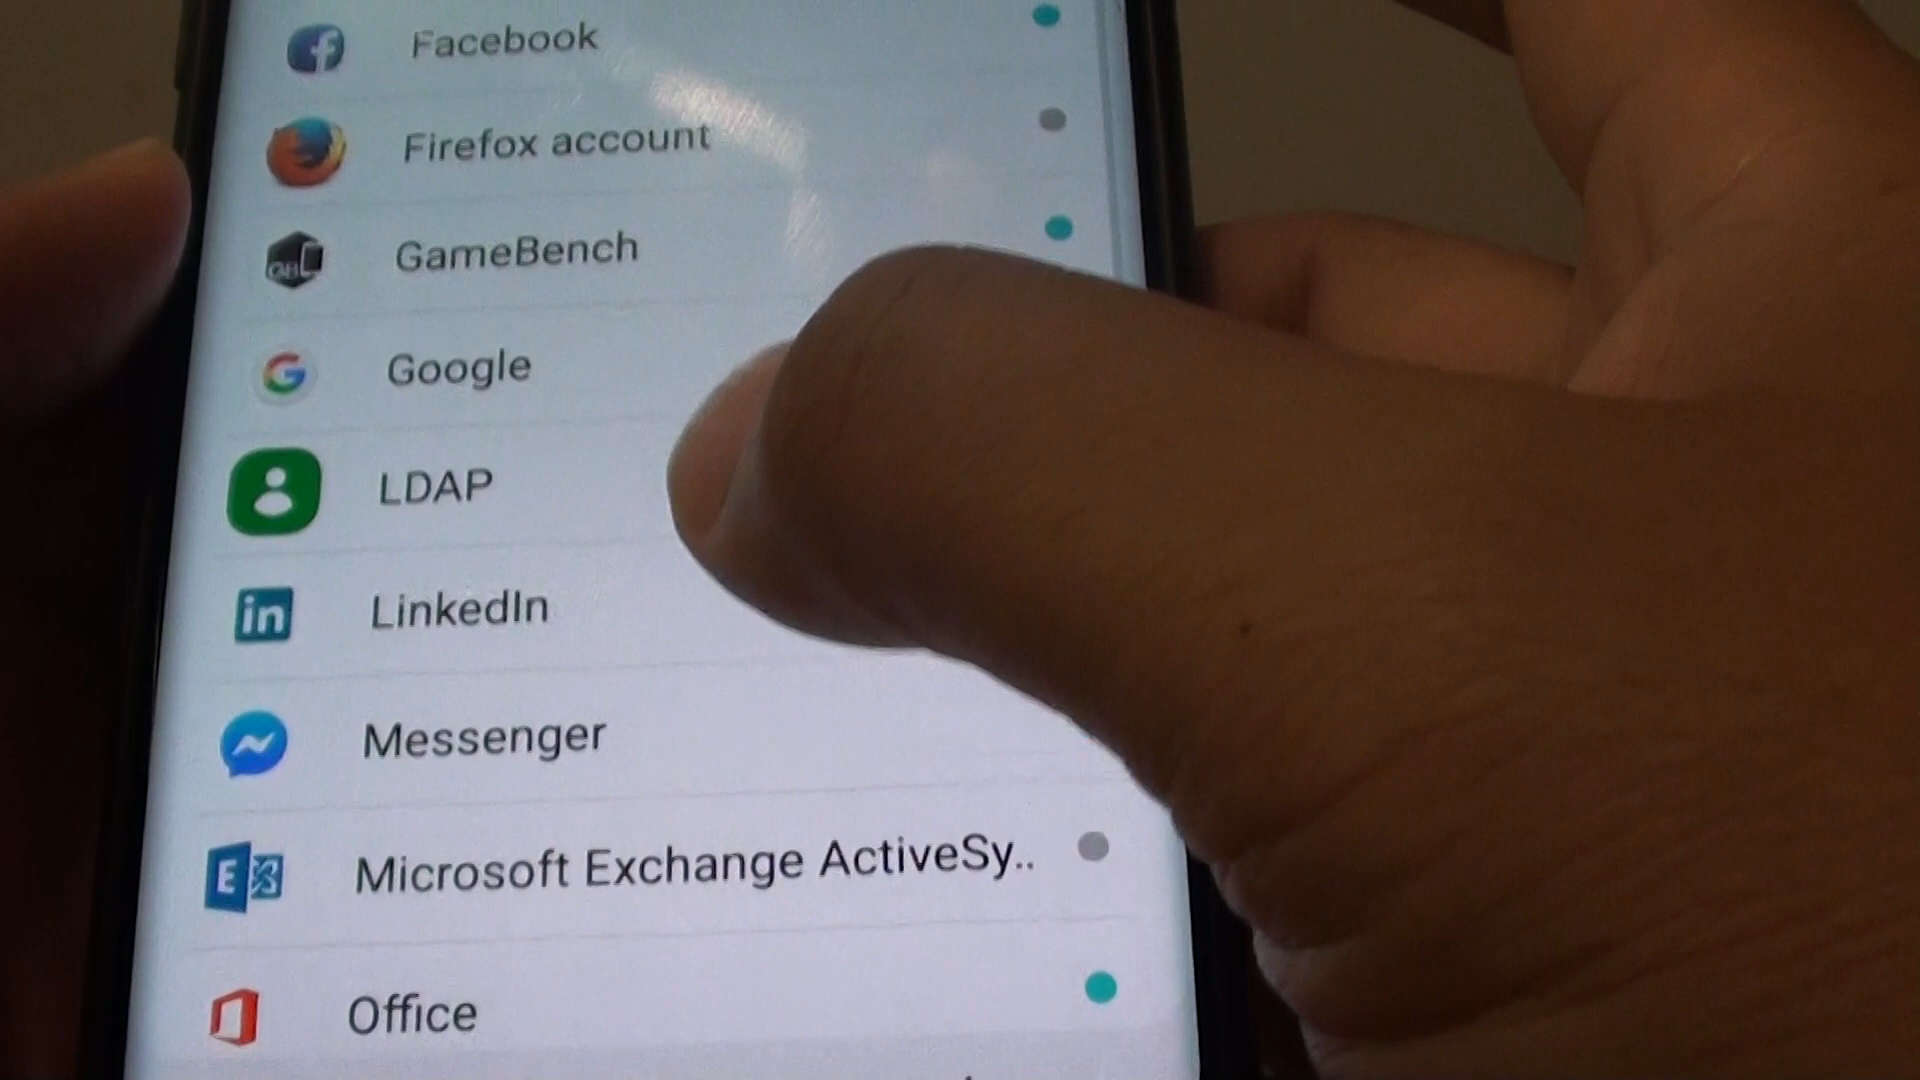 Facebook
Firefox account
GameBench
Google
LDAP
LinkedIn
Messenger
Microsoft Exchange ActiveSy..
Office